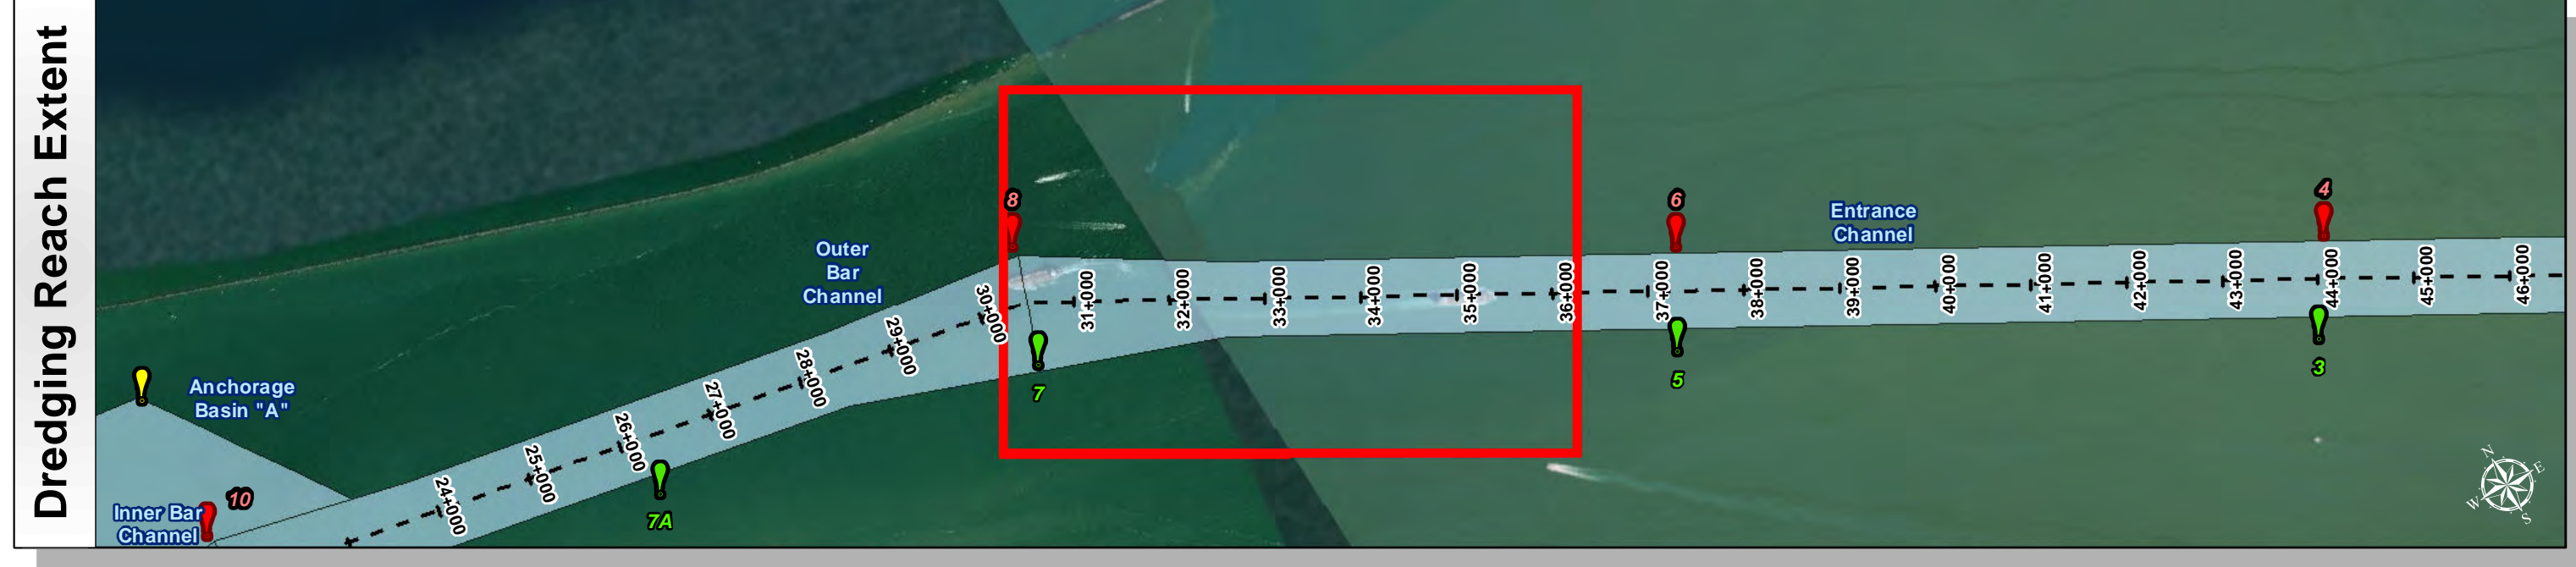 Dredging Reach Extent
8
6
4
Entrance
Channel
Outer
Bar
Channel
24+000
25+000
26+000
27+000
28+000
29+000
30+000
31+000
32+000
33+000
34+000
35+000
36+000
37+000
38+000
39+000
40+000
41+000
42+000
43+000
44+000
45+000
46+000
7
5
3
Anchorage
Basin "A"
10
Inner Bar
Channel
7A
N
E
W
S